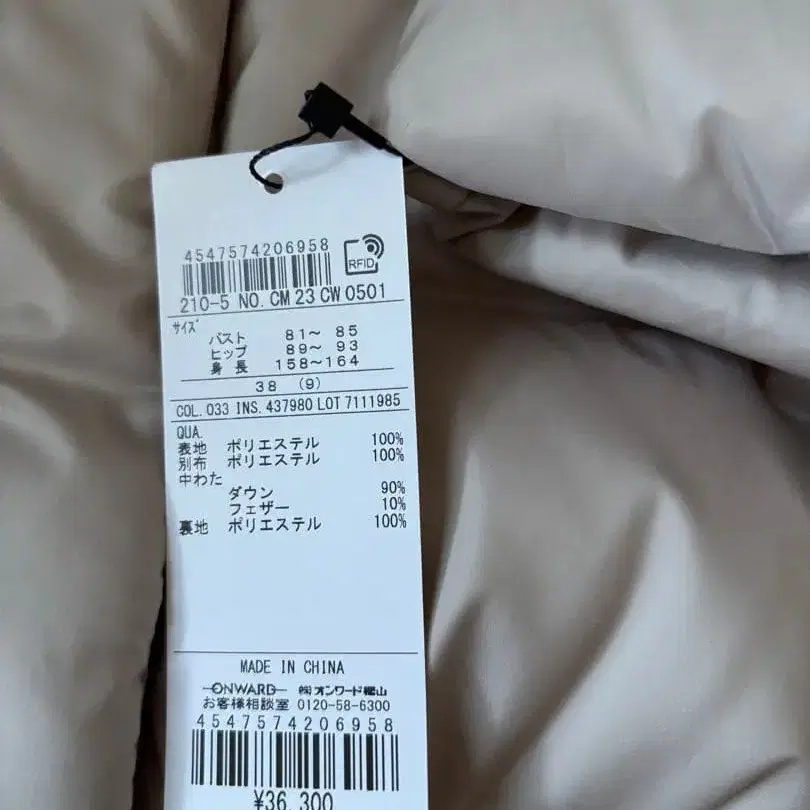 4547574206958
RFID
210-5 NO. CM 23 CW 0501
サイズ
バスト 81～ 85
ヒップ 89～ 93
身長 158～164
38 (9)
COL. 033 INS. 437980 LOT 7111985
QUA.
表地 ポリエステル 100%
別布 ポリエステル 100%
中わた
ダウン 90%
フェザー 10%
裏地 ポリエステル 100%
MADE IN CHINA
ONWARD ㈱オンワード樫山
お客様相談室 0120-58-6300
4547574206958
¥36,300